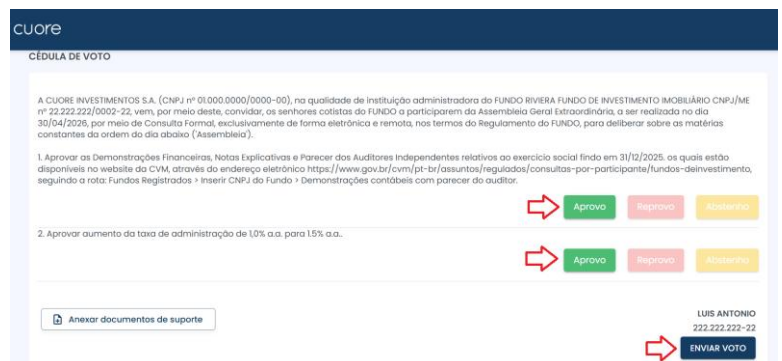 cuore
CÉDULA DE VOTO
A CUORE INVESTIMENTOS S.A. (CNPJ nº 01.000.0000/0000-00), na qualidade de instituição administradora do FUNDO RIVIERA FUNDO DE INVESTIMENTO IMOBILIÁRIO CNPJ/ME
nº 22.222.222/0002-22, vem, por meio deste, convidar, os senhores cotistas do FUNDO a participarem da Assembleia Geral Extraordinária, a ser realizada no dia
30/04/2026, por meio de Consulta Formal, exclusivamente de forma eletrônica e remota, nos termos do Regulamento do FUNDO, para deliberar sobre as matérias
constantes da ordem do dia abaixo ('Assembleia').
1. Aprovar as Demonstrações Financeiras, Notas Explicativas e Parecer dos Auditores Independentes relativos ao exercício social findo em 31/12/2025. os quais estão
disponíveis no website da CVM, através do endereço eletrônico https://www.gov.br/cvm/pt-br/assuntos/regulados/consultas-por-participante/fundos-deinvestimento,
seguindo a rota: Fundos Registrados > Inserir CNPJ do Fundo > Demonstrações contábeis com parecer do auditor.
Aprovo Reprovo Abstenho
2. Aprovar aumento da taxa de administração de 1,0% a.a. para 1.5% a.a..
Aprovo Reprovo Abstenho
Anexar documentos de suporte
LUIS ANTONIO
222.222.222-22
ENVIAR VOTO